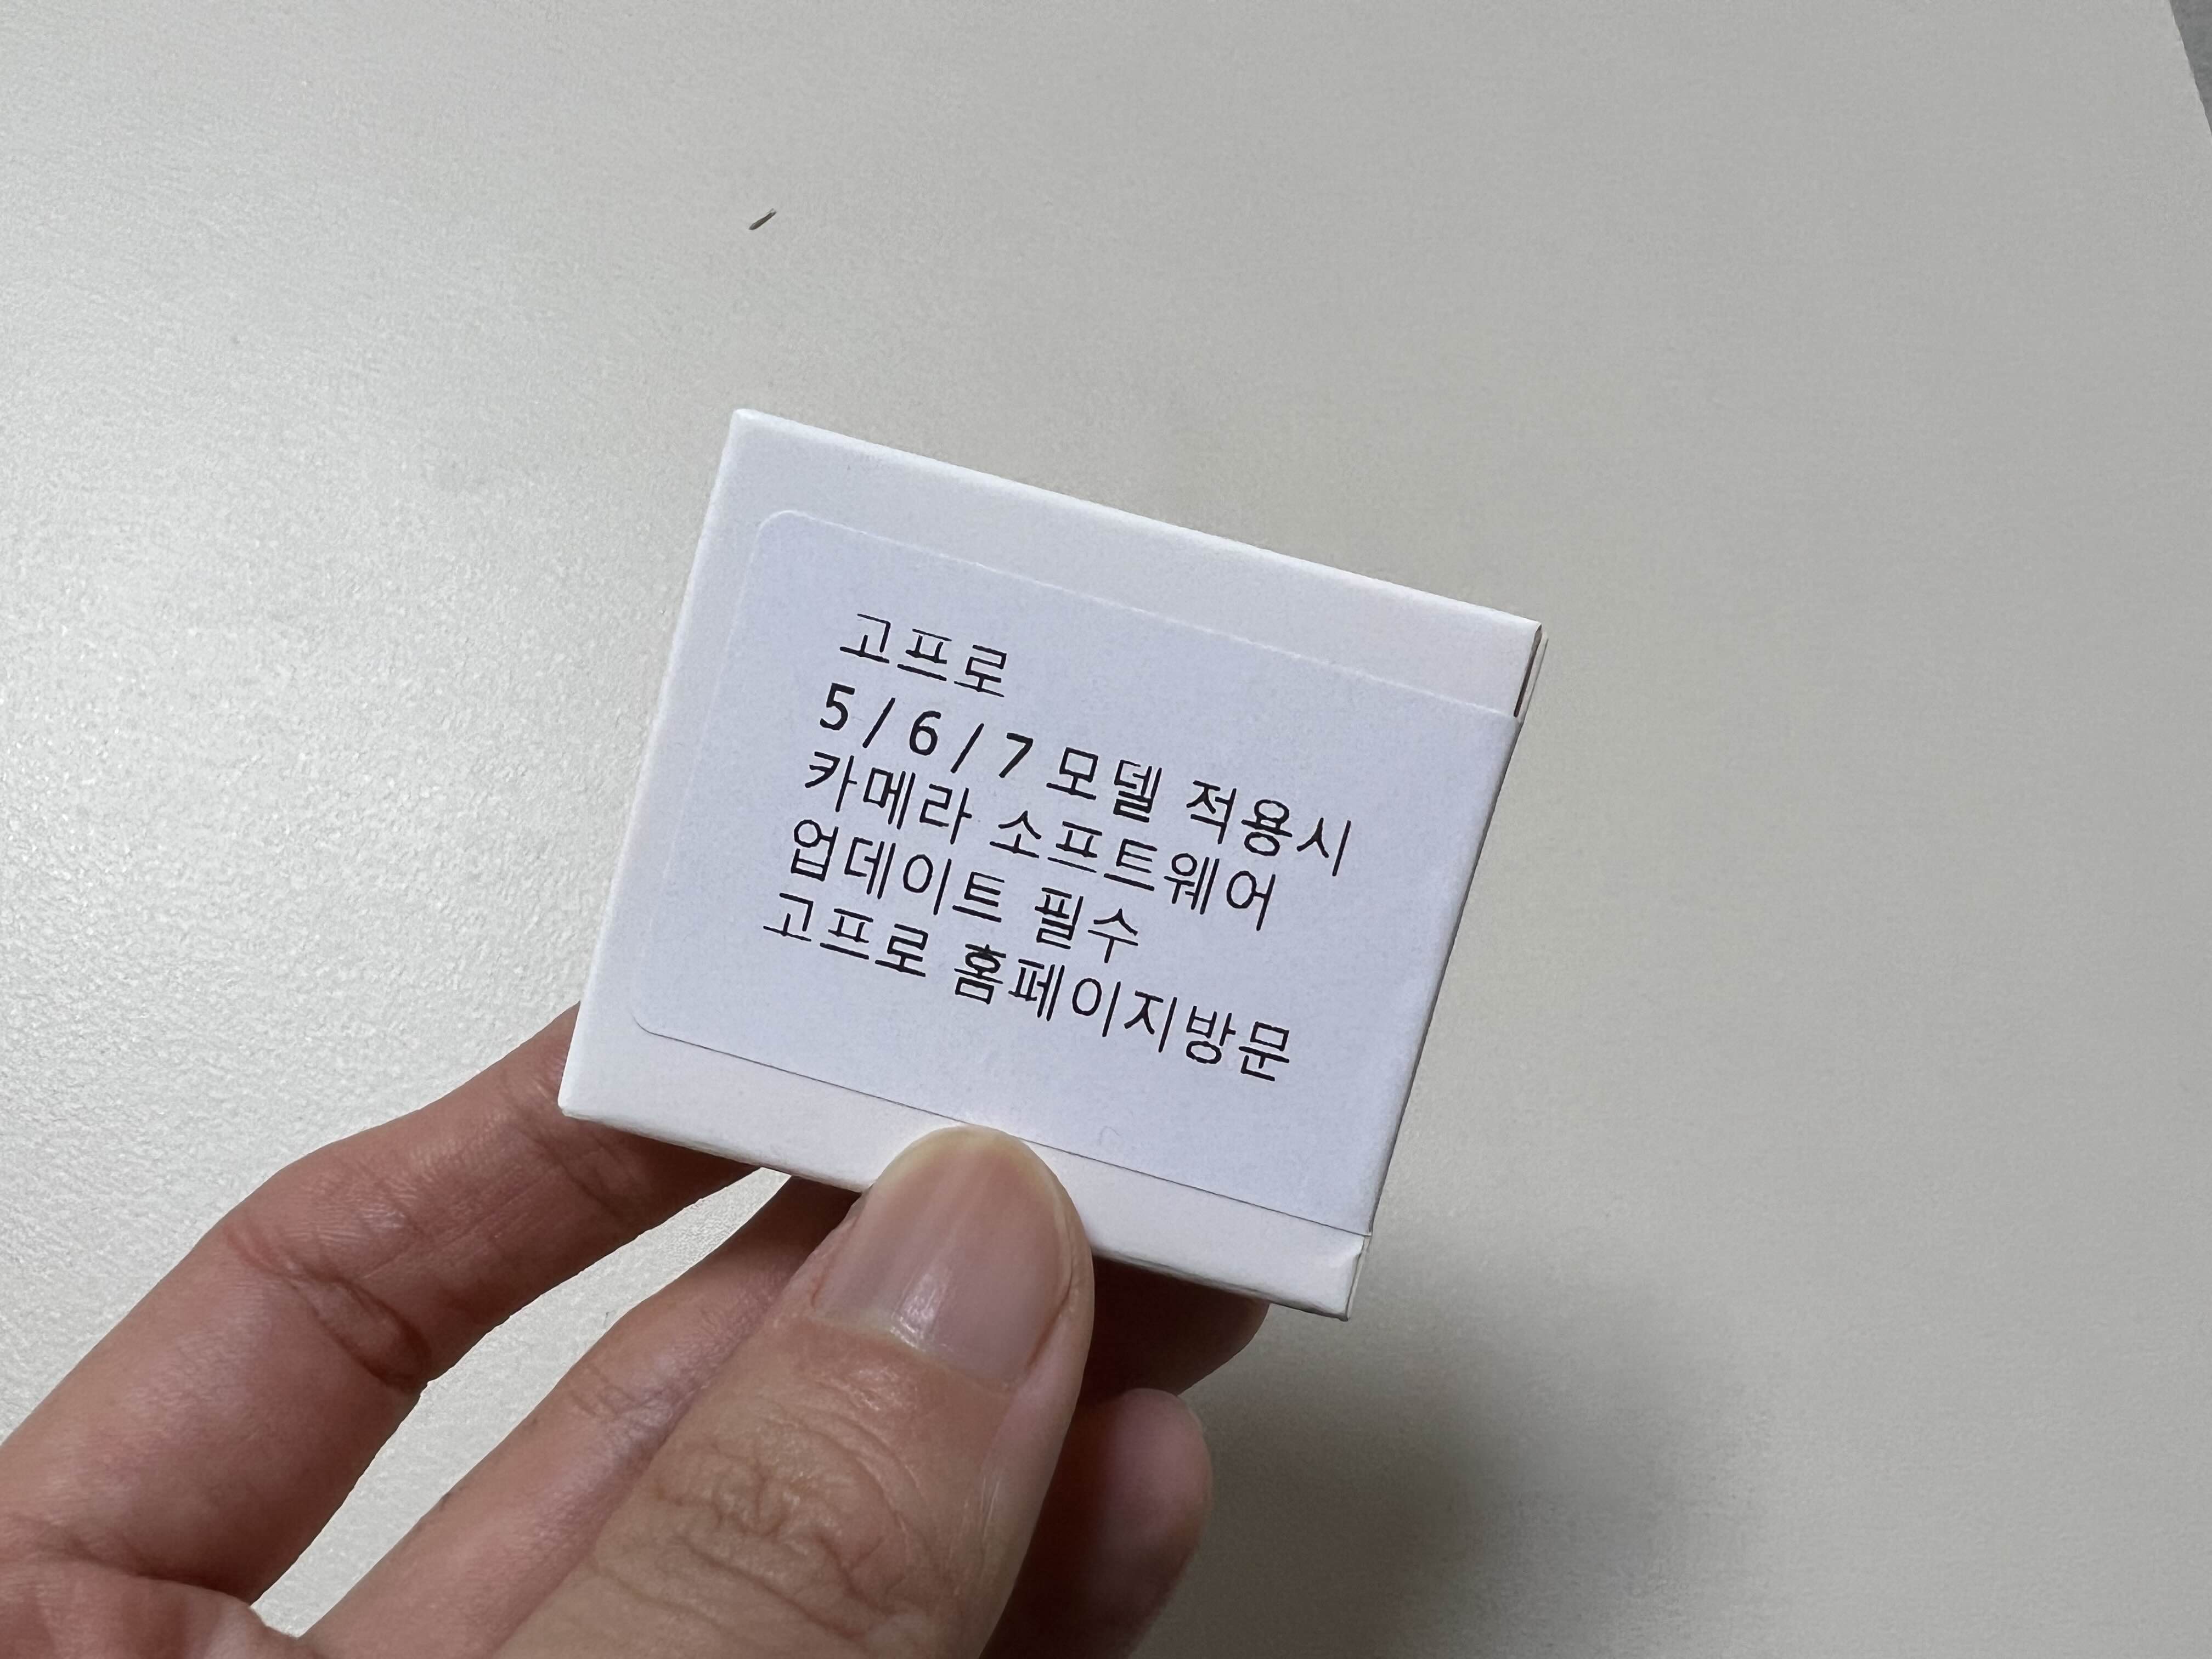 고프로
5 / 6 / 7 모델 적용시
카메라 소프트웨어
업데이트 필수
고프로 홈페이지방문